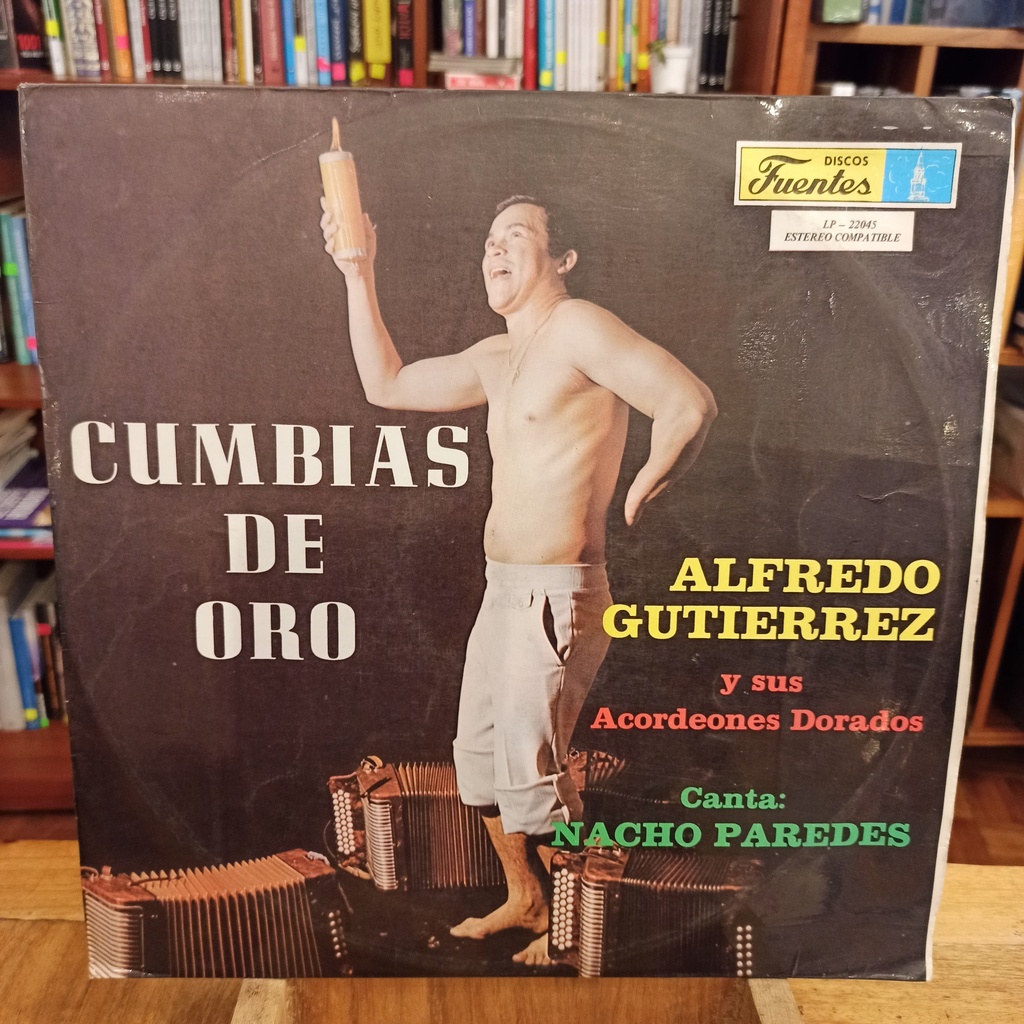 DISCOS
Fuentes
LP - 22045
ESTEREO COMPATIBLE
CUMBIAS
DE
ORO
ALFREDO
GUTIERREZ
y sus
Acordeones Dorados
Canta:
NACHO PAREDES